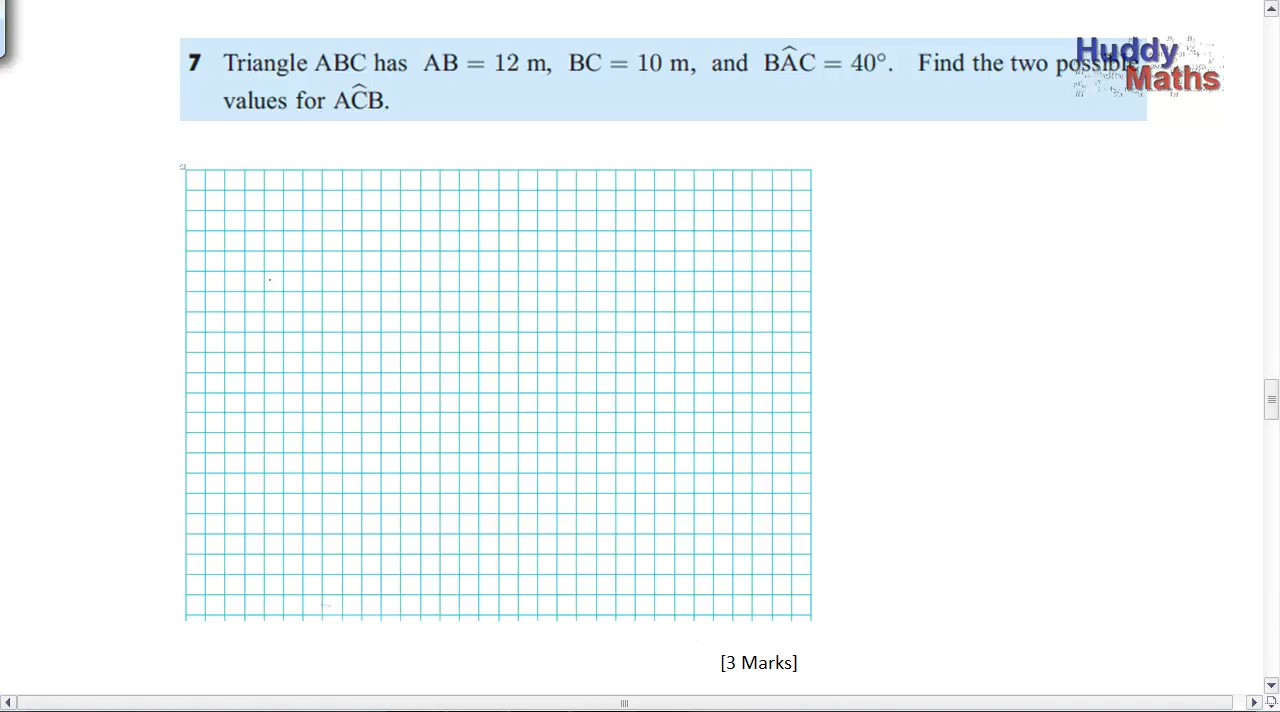 Huddy
Maths
7 Triangle ABC has AB = 12 m, BC = 10 m, and BÂC = 40°. Find the two possible
values for AĈB.
[3 Marks]